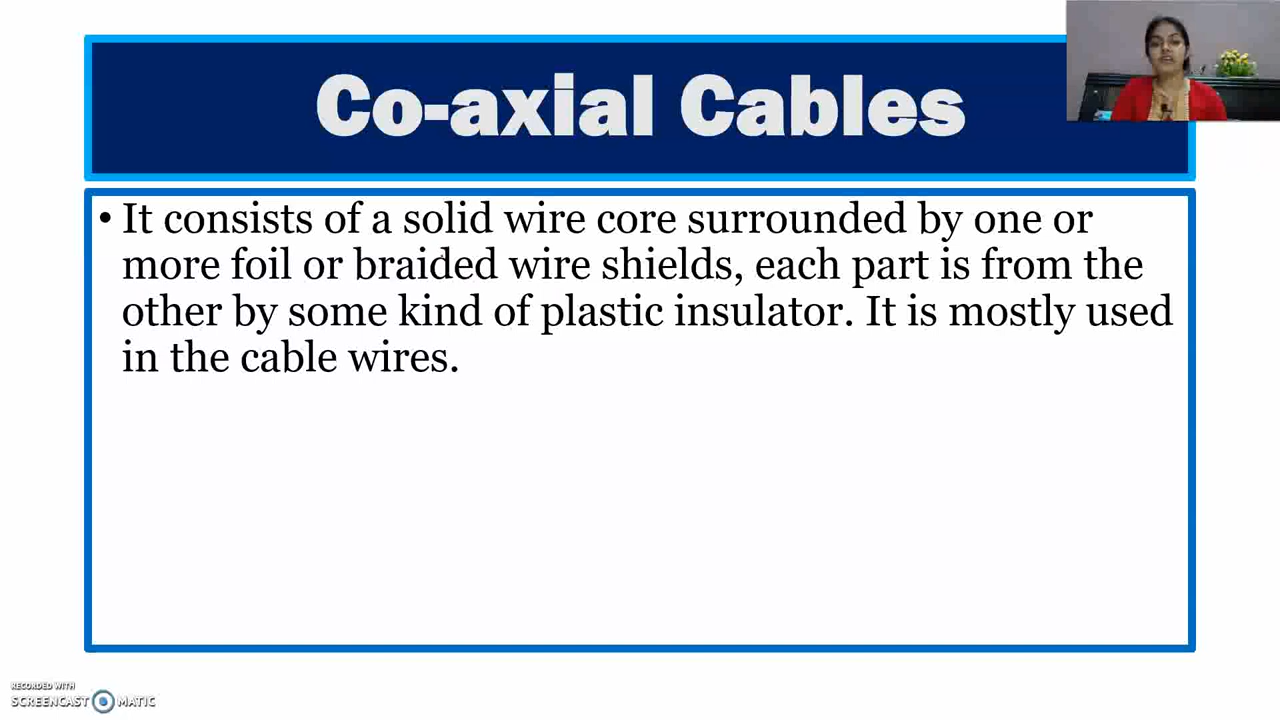 Co-axial Cables
• It consists of a solid wire core surrounded by one or
more foil or braided wire shields, each part is from the
other by some kind of plastic insulator. It is mostly used
in the cable wires.
RECORDED WITH
SCREENCAST MATIC